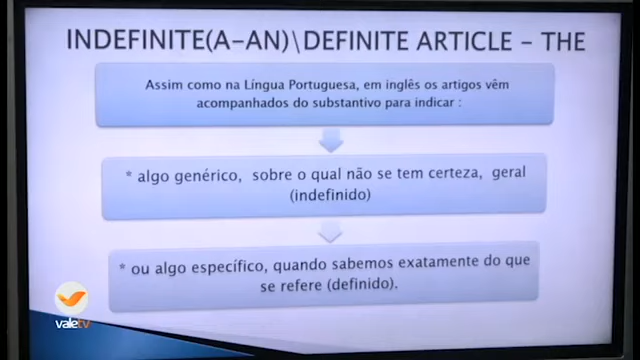 INDEFINITE(A-AN)\DEFINITE ARTICLE - THE
Assim como na Língua Portuguesa, em inglês os artigos vêm
acompanhados do substantivo para indicar :
* algo genérico, sobre o qual não se tem certeza, geral
(indefinido)
* ou algo específico, quando sabemos exatamente do que
se refere (definido).
valetv